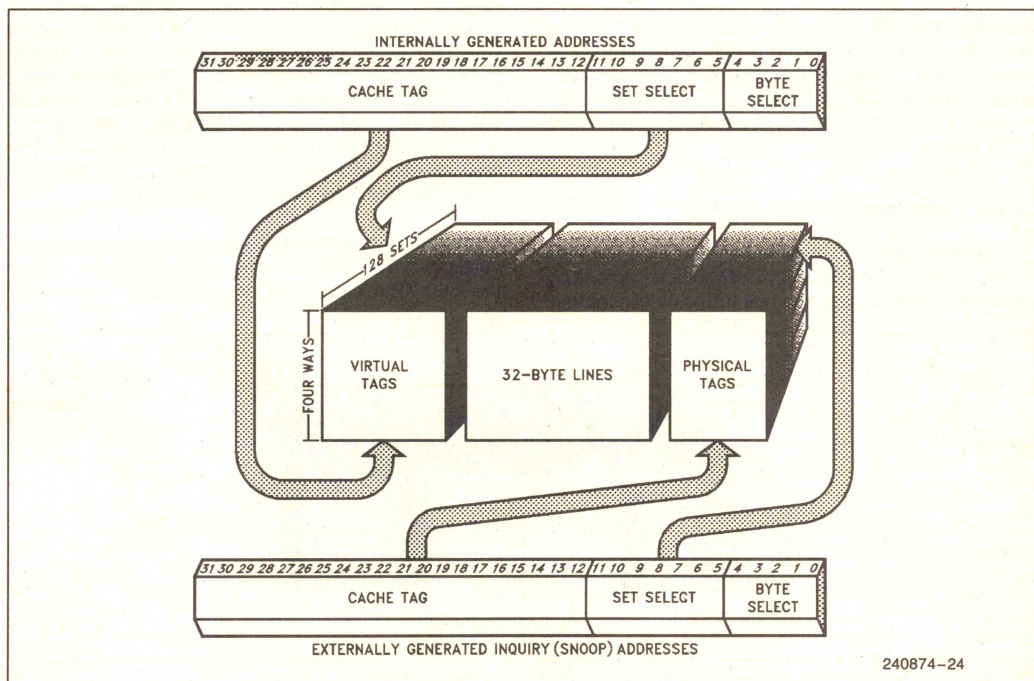 INTERNALLY GENERATED ADDRESSES
31 30 29 28 27 26 25 24 23 22 21 20 19 18 17 16 15 14 13 12 11 10 9 8 7 6 5 4 3 2 1 0
CACHE TAG SET SELECT BYTE SELECT
128 SETS
FOUR WAYS
VIRTUAL TAGS
32-BYTE LINES
PHYSICAL TAGS
31 30 29 28 27 26 25 24 23 22 21 20 19 18 17 16 15 14 13 12 11 10 9 8 7 6 5 4 3 2 1 0
CACHE TAG SET SELECT BYTE SELECT
EXTERNALLY GENERATED INQUIRY (SNOOP) ADDRESSES
240874-24